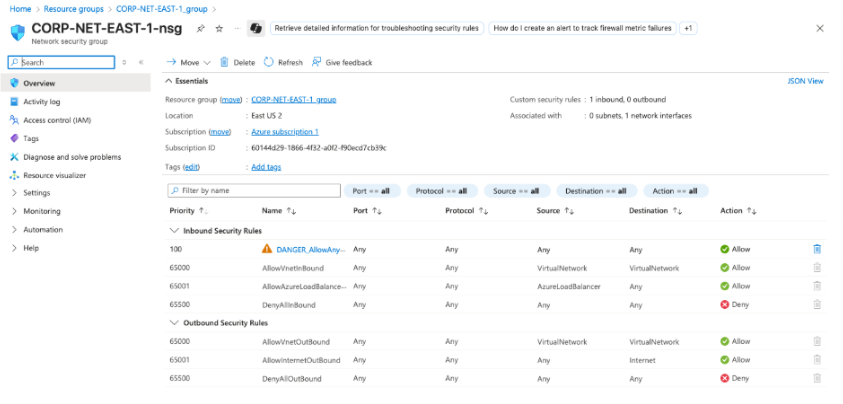 Home > Resource groups > CORP-NET-EAST-1_group >
CORP-NET-EAST-1-nsg
Network security group
Retrieve detailed information for troubleshooting security rules
How do I create an alert to track firewall metric failures
+1
Search
Overview
Activity log
Access control (IAM)
Tags
Diagnose and solve problems
Resource visualizer
Settings
Monitoring
Automation
Help
Move Delete Refresh Give feedback
Essentials JSON View
Resource group (move) : CORP-NET-EAST-1_group Custom security rules : 1 inbound, 0 outbound
Location : East US 2 Associated with : 0 subnets, 1 network interfaces
Subscription (move) : Azure subscription 1
Subscription ID : 60144d29-1866-4f32-a0f2-f90ecd7cb39c
Tags (edit) : Add tags
Filter by name Port == all Protocol == all Source == all Destination == all Action == all
Priority Name Port Protocol Source Destination Action
Inbound Security Rules
100 DANGER_AllowAny... Any Any Any Any Allow
65000 AllowVnetInBound Any Any VirtualNetwork VirtualNetwork Allow
65001 AllowAzureLoadBalance... Any Any AzureLoadBalancer Any Allow
65500 DenyAllInBound Any Any Any Any Deny
Outbound Security Rules
65000 AllowVnetOutBound Any Any VirtualNetwork VirtualNetwork Allow
65001 AllowInternetOutBound Any Any Any Internet Allow
65500 DenyAllOutBound Any Any Any Any Deny